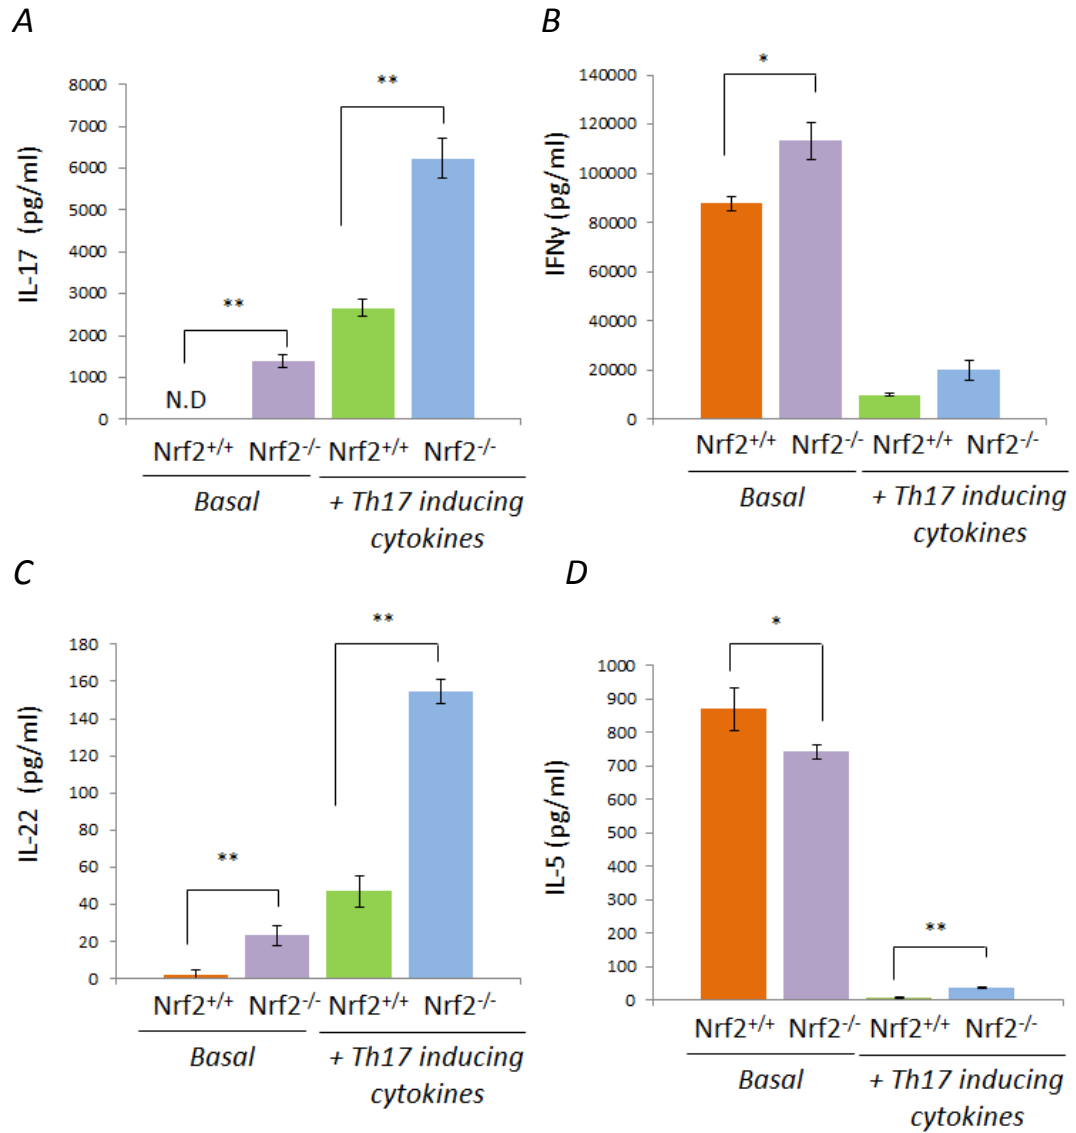 A
IL-17 (pg/ml)
8000
7000
6000
5000
4000
3000
2000
1000
0
**
**
N.D
Nrf2+/+ Nrf2-/- Nrf2+/+ Nrf2-/-
Basal
+ Th17 inducing
cytokines
B
IFNγ (pg/ml)
140000
120000
100000
80000
60000
40000
20000
0
*
Nrf2+/+ Nrf2-/- Nrf2+/+ Nrf2-/-
Basal
+ Th17 inducing
cytokines
C
IL-22 (pg/ml)
180
160
140
120
100
80
60
40
20
0
**
**
Nrf2+/+ Nrf2-/- Nrf2+/+ Nrf2-/-
Basal
+ Th17 inducing
cytokines
D
IL-5 (pg/ml)
1000
900
800
700
600
500
400
300
200
100
0
*
**
Nrf2+/+ Nrf2-/- Nrf2+/+ Nrf2-/-
Basal
+ Th17 inducing
cytokines